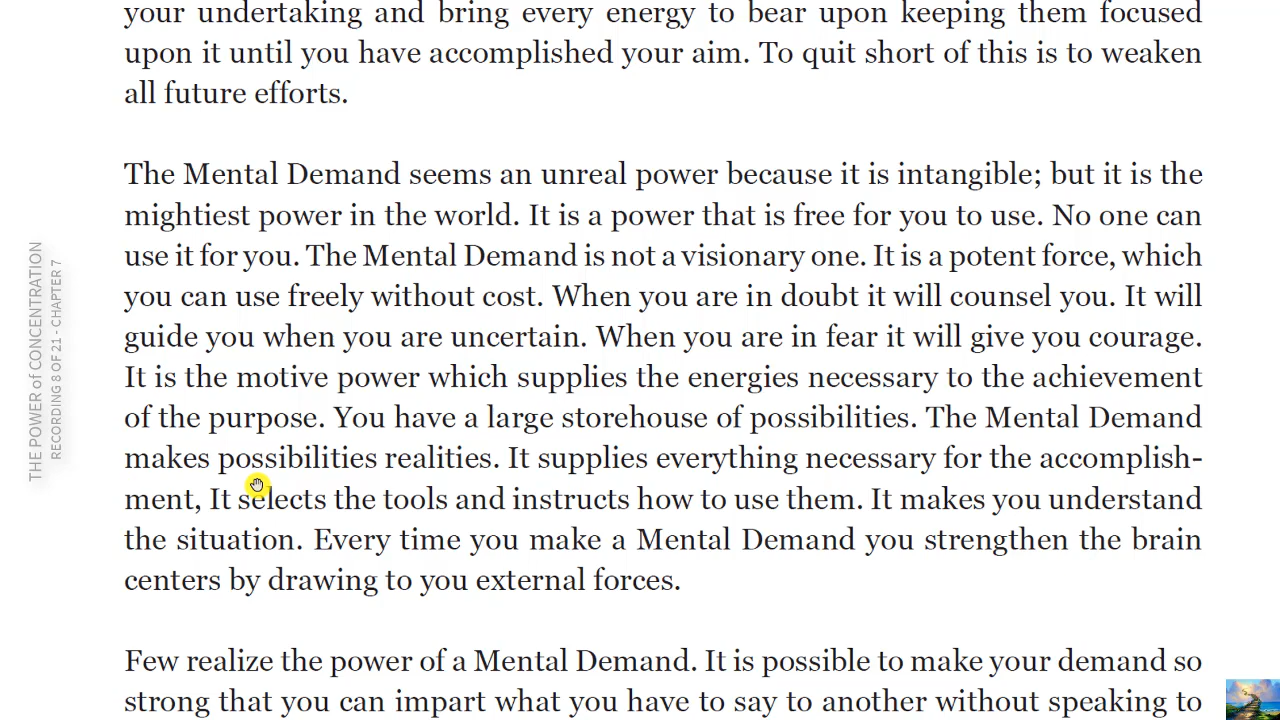 your undertaking and bring every energy to bear upon keeping them focused
upon it until you have accomplished your aim. To quit short of this is to weaken
all future efforts.
The Mental Demand seems an unreal power because it is intangible; but it is the
mightiest power in the world. It is a power that is free for you to use. No one can
use it for you. The Mental Demand is not a visionary one. It is a potent force, which
you can use freely without cost. When you are in doubt it will counsel you. It will
guide you when you are uncertain. When you are in fear it will give you courage.
It is the motive power which supplies the energies necessary to the achievement
of the purpose. You have a large storehouse of possibilities. The Mental Demand
makes possibilities realities. It supplies everything necessary for the accomplish-
ment, It selects the tools and instructs how to use them. It makes you understand
the situation. Every time you make a Mental Demand you strengthen the brain
centers by drawing to you external forces.
Few realize the power of a Mental Demand. It is possible to make your demand so
strong that you can impart what you have to say to another without speaking to
THE POWER of CONCENTRATION
RECORDING 8 OF 21 - CHAPTER 7